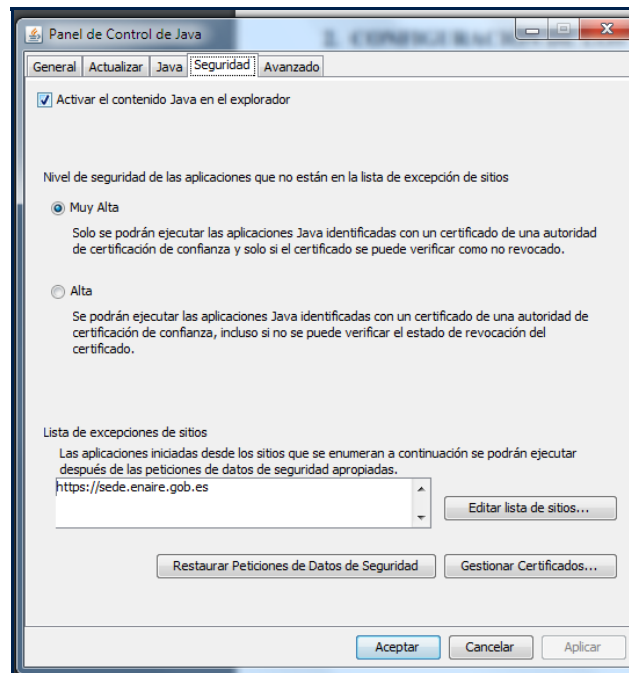 Panel de Control de Java
General Actualizar Java Seguridad Avanzado
Activar el contenido Java en el explorador
Nivel de seguridad de las aplicaciones que no están en la lista de excepción de sitios
Muy Alta
Solo se podrán ejecutar las aplicaciones Java identificadas con un certificado de una autoridad
de certificación de confianza y solo si el certificado se puede verificar como no revocado.
Alta
Se podrán ejecutar las aplicaciones Java identificadas con un certificado de una autoridad de
certificación de confianza, incluso si no se puede verificar el estado de revocación del
certificado.
Lista de excepciones de sitios
Las aplicaciones iniciadas desde los sitios que se enumeran a continuación se podrán ejecutar
después de las peticiones de datos de seguridad apropiadas.
https://sede.enaire.gob.es
Editar lista de sitios...
Restaurar Peticiones de Datos de Seguridad Gestionar Certificados...
Aceptar Cancelar Aplicar